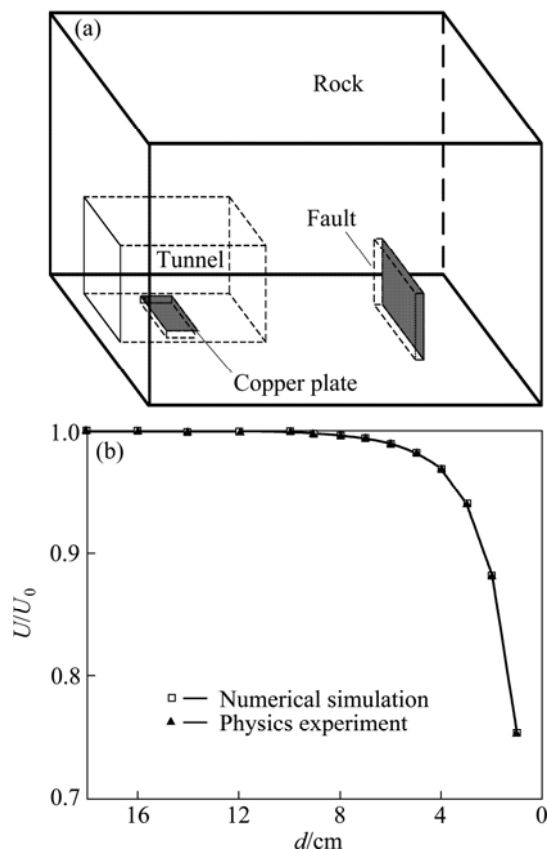 (a)
Rock
Fault
Tunnel
Copper plate
(b)
1.0
0.9
0.8
0.7
U/U₀
Numerical simulation
Physics experiment
16 12 8 4 0
d/cm